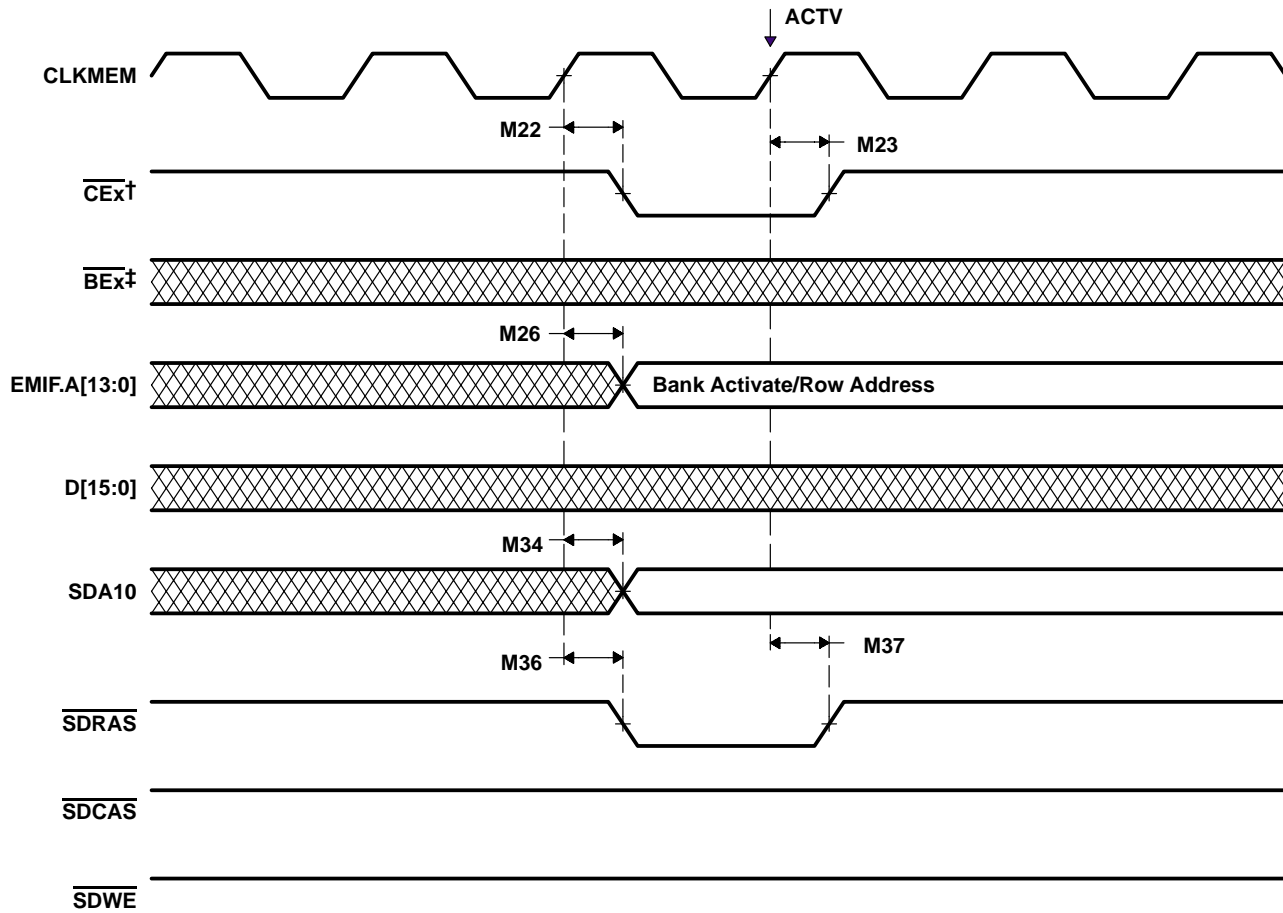 ACTV
CLKMEM
M22
M23
CEx†
BEx‡
M26
EMIF.A[13:0]
Bank Activate/Row Address
D[15:0]
M34
SDA10
M37
M36
SDRAS
SDCAS
SDWE